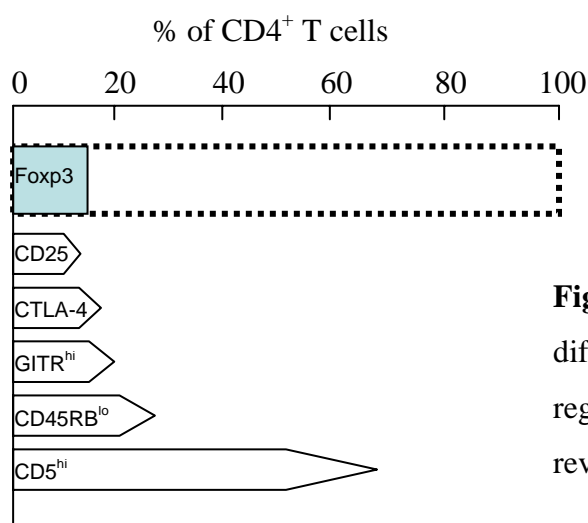 % of CD4⁺ T cells
0 20 40 60 80 100
Foxp3
CD25
CTLA-4
GITRʰⁱ
CD45RBˡᵒ
CD5ʰⁱ
Fig
dif
reg
rev